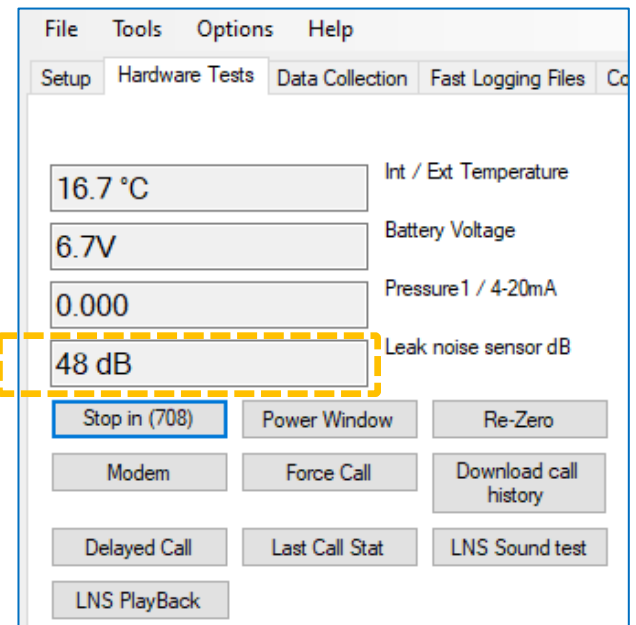 File Tools Options Help
Setup Hardware Tests Data Collection Fast Logging Files Co
16.7 °C Int / Ext Temperature
6.7V Battery Voltage
0.000 Pressure1 / 4-20mA
48 dB Leak noise sensor dB
Stop in (708) Power Window Re-Zero
Modem Force Call Download call
history
Delayed Call Last Call Stat LNS Sound test
LNS PlayBack